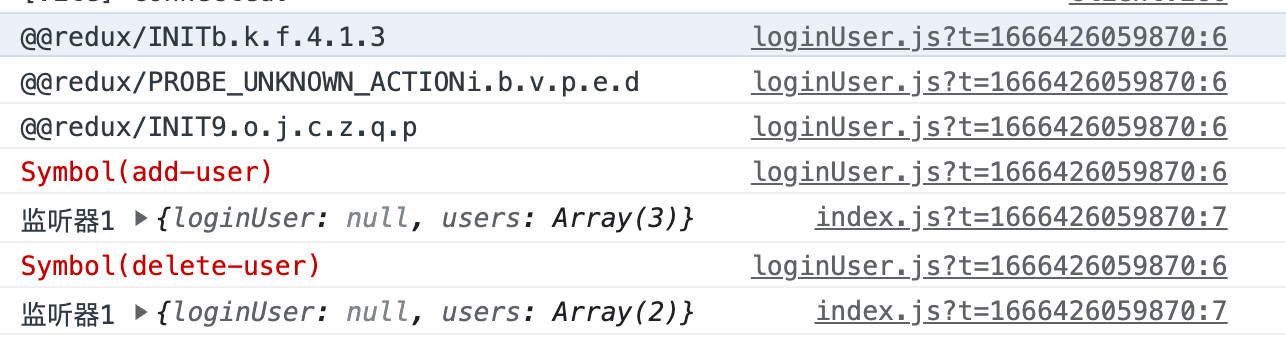 @@redux/INITb.k.f.4.1.3 loginUser.js?t=1666426059870:6
@@redux/PROBE_UNKNOWN_ACTIONi.b.v.p.e.d loginUser.js?t=1666426059870:6
@@redux/INIT9.o.j.c.z.q.p loginUser.js?t=1666426059870:6
Symbol(add-user) loginUser.js?t=1666426059870:6
监听器1 ▶{loginUser: null, users: Array(3)} index.js?t=1666426059870:7
Symbol(delete-user) loginUser.js?t=1666426059870:6
监听器1 ▶{loginUser: null, users: Array(2)} index.js?t=1666426059870:7